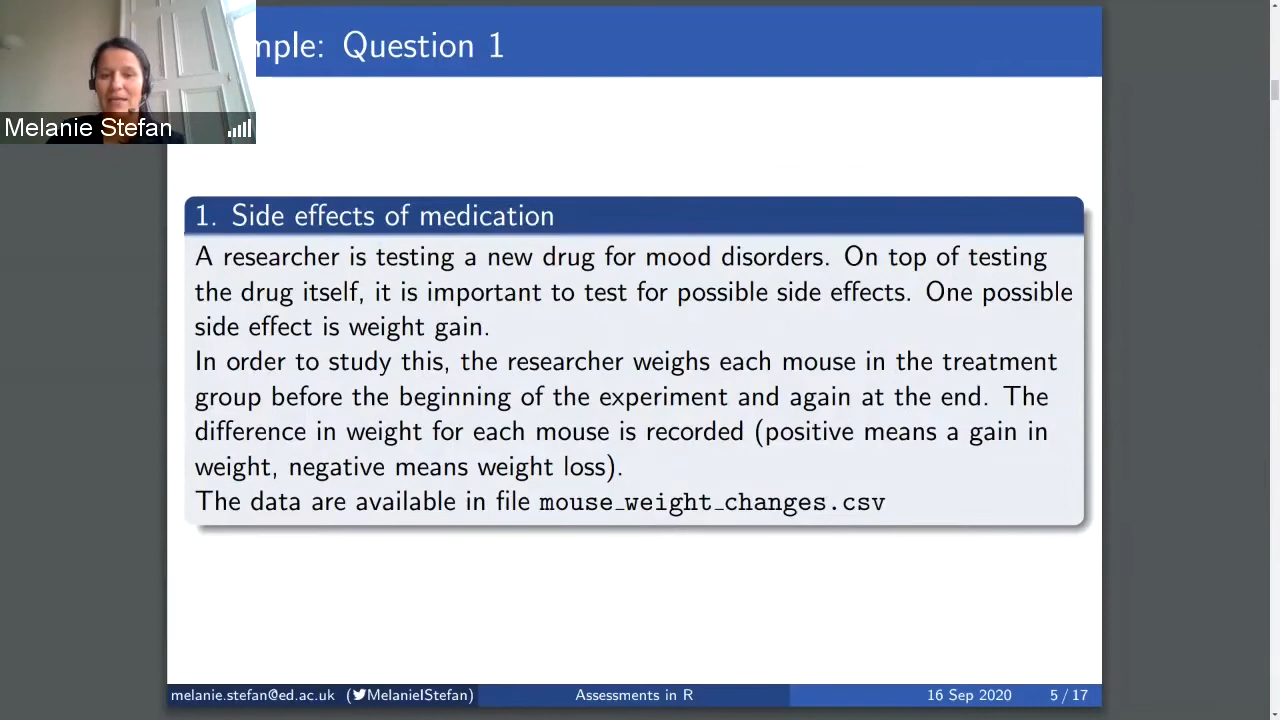 mple: Question 1
Melanie Stefan
1. Side effects of medication
A researcher is testing a new drug for mood disorders. On top of testing
the drug itself, it is important to test for possible side effects. One possible
side effect is weight gain.
In order to study this, the researcher weighs each mouse in the treatment
group before the beginning of the experiment and again at the end. The
difference in weight for each mouse is recorded (positive means a gain in
weight, negative means weight loss).
The data are available in file mouse_weight_changes.csv
melanie.stefan@ed.ac.uk (MelanieIStefan) Assessments in R 16 Sep 2020 5 / 17